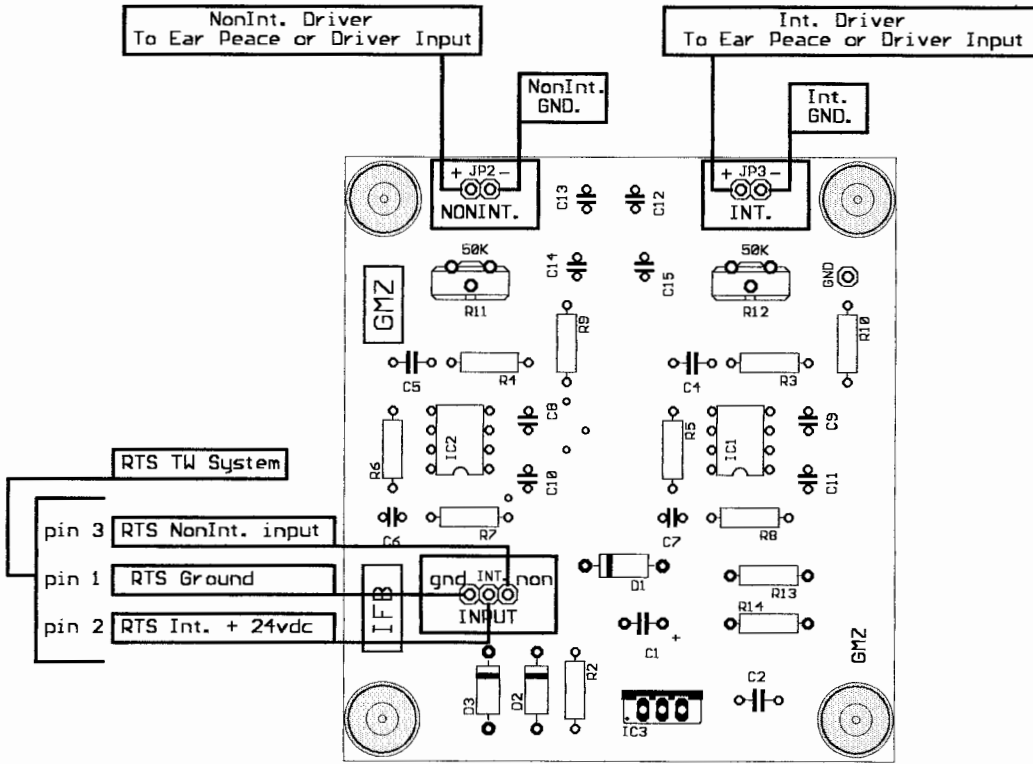 NonInt. Driver
To Ear Peace or Driver Input
Int. Driver
To Ear Peace or Driver Input
NonInt.
GND.
Int.
GND.
+ JP2 -
NONINT.
C13
C12
+ JP3 -
INT.
50K
R11
C14
C15
50K
R12
GND
GMZ
R9
R10
C5
R4
C4
R3
R6
IC2
C8
C10
R5
IC1
C9
C11
C6
R7
C7
R8
RTS TW System
pin 3 RTS NonInt. input
pin 1 RTS Ground
pin 2 RTS Int. + 24vdc
IFB
gnd INT. non
INPUT
D1
R13
R14
C1 +
GMZ
D3
D2
R2
IC3
C2